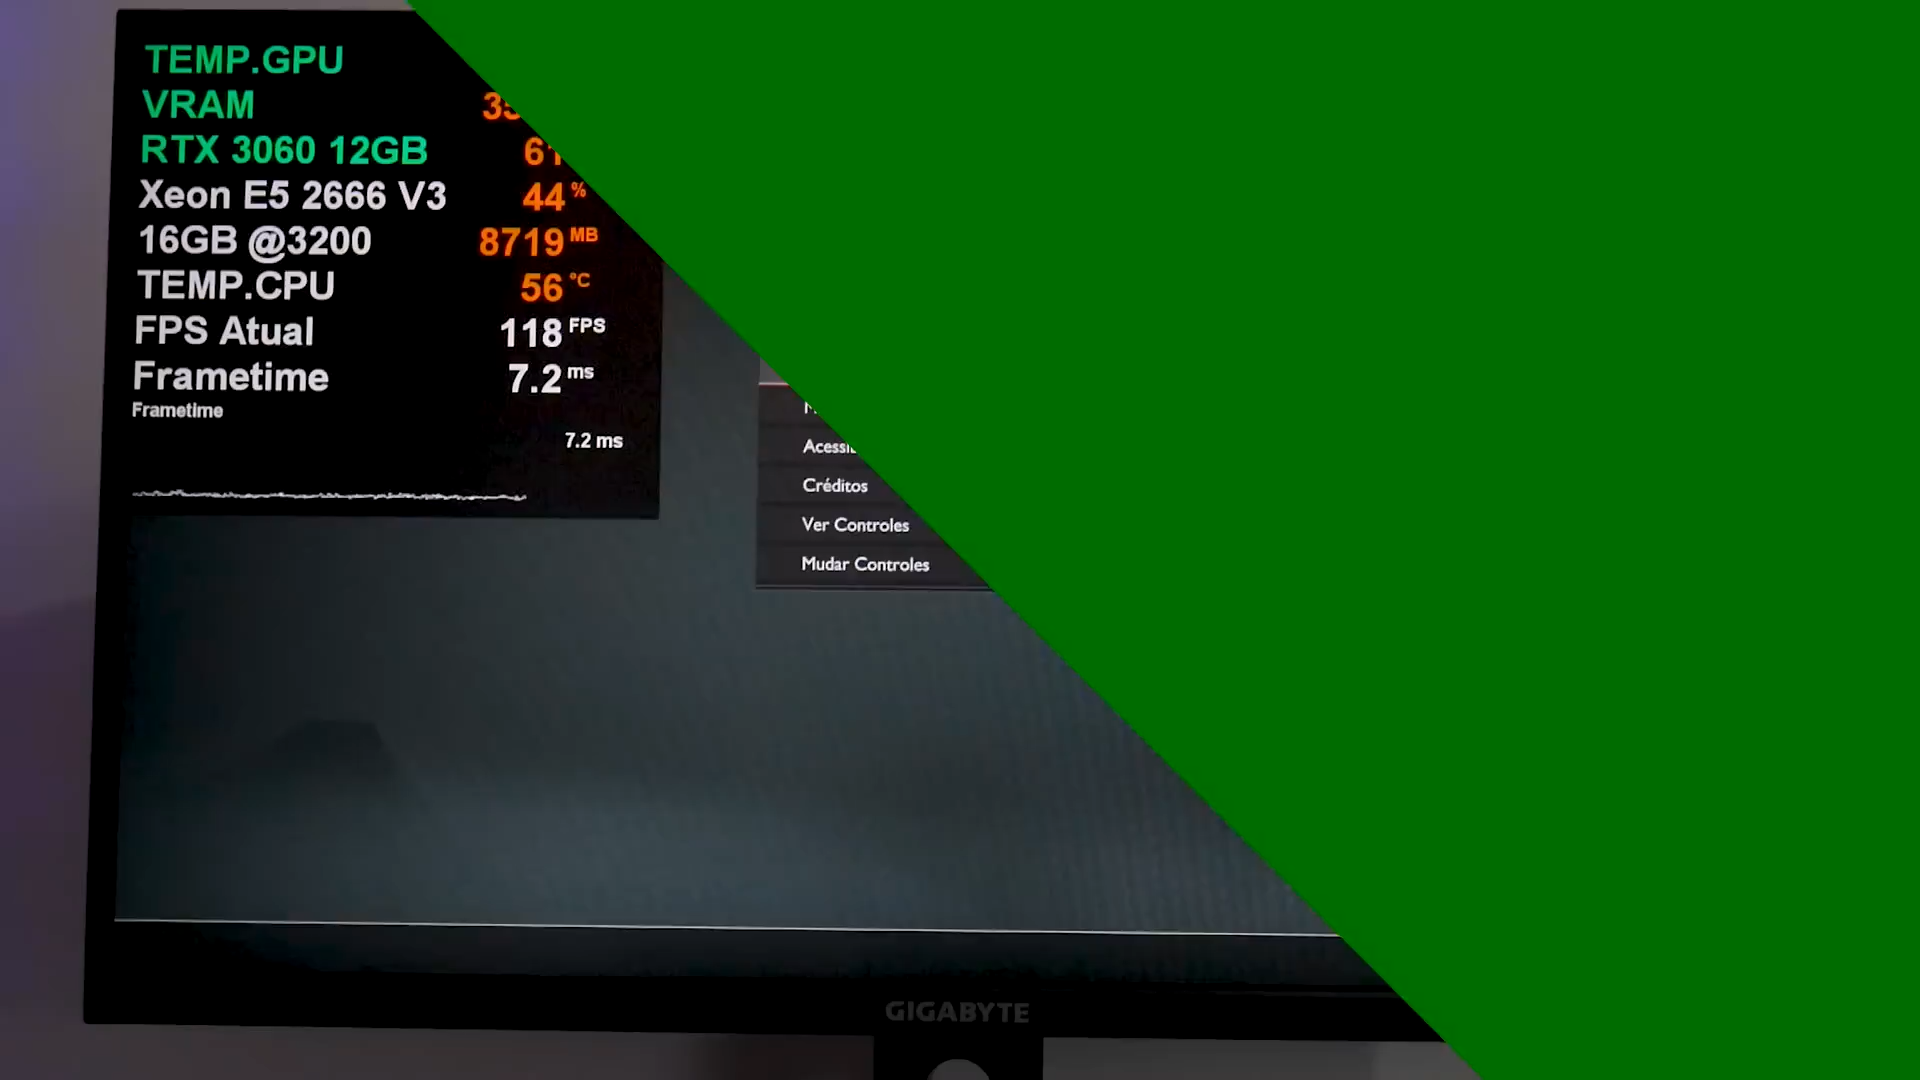 TEMP.GPU
VRAM
RTX 3060 12GB
Xeon E5 2666 V3 44 %
16GB @3200 8719 MB
TEMP.CPU 56 °C
FPS Atual 118 FPS
Frametime 7.2 ms
Frametime
7.2 ms
Créditos
Ver Controles
Mudar Controles
GIGABYTE